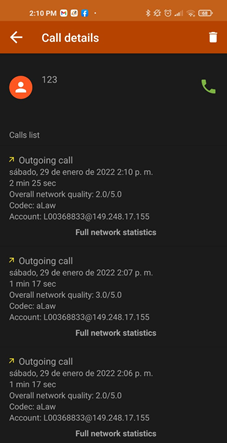 2:10 PM
Call details
123
Calls list
Outgoing call
sábado, 29 de enero de 2022 2:10 p. m.
2 min 25 sec
Overall network quality: 2.0/5.0
Codec: aLaw
Account: L00368833@149.248.17.155
Full network statistics
Outgoing call
sábado, 29 de enero de 2022 2:07 p. m.
1 min 17 sec
Overall network quality: 3.0/5.0
Codec: aLaw
Account: L00368833@149.248.17.155
Full network statistics
Outgoing call
sábado, 29 de enero de 2022 2:06 p. m.
1 min 17 sec
Overall network quality: 2.0/5.0
Codec: aLaw
Account: L00368833@149.248.17.155
Full network statistics